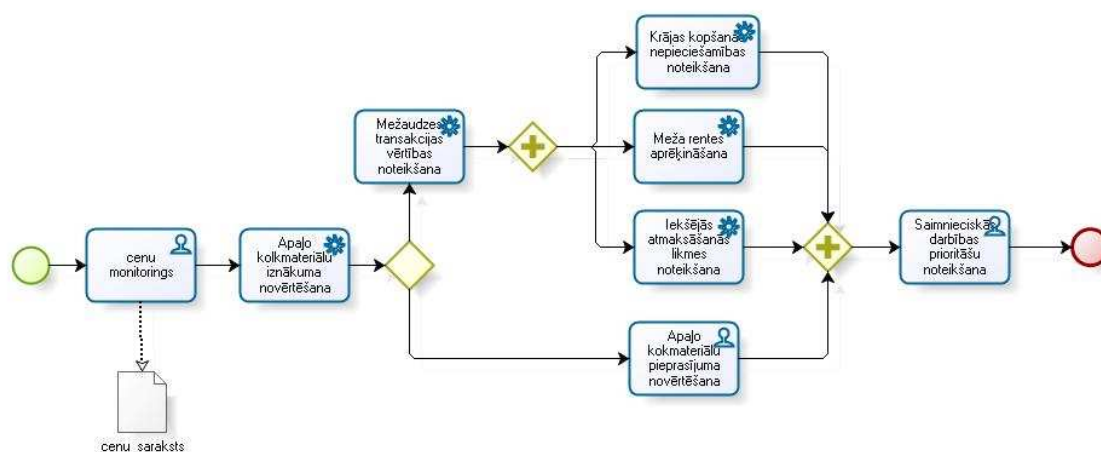 Krājas kopšanas
nepieciešamības
noteikšana
Mežaudzes
transakcijas
vērtības
noteikšana
Meža rentes
aprēķināšana
cenu
monitorings
Apaļo
kolkmateriālu
iznākuma
novērtēšana
Iekšējās
atmaksāšanās
likmes
noteikšana
Saimnieciskās
darbības
prioritāšu
noteikšana
Apaļo
kokmateriālu
pieprasījuma
novērtēšana
cenu saraksts